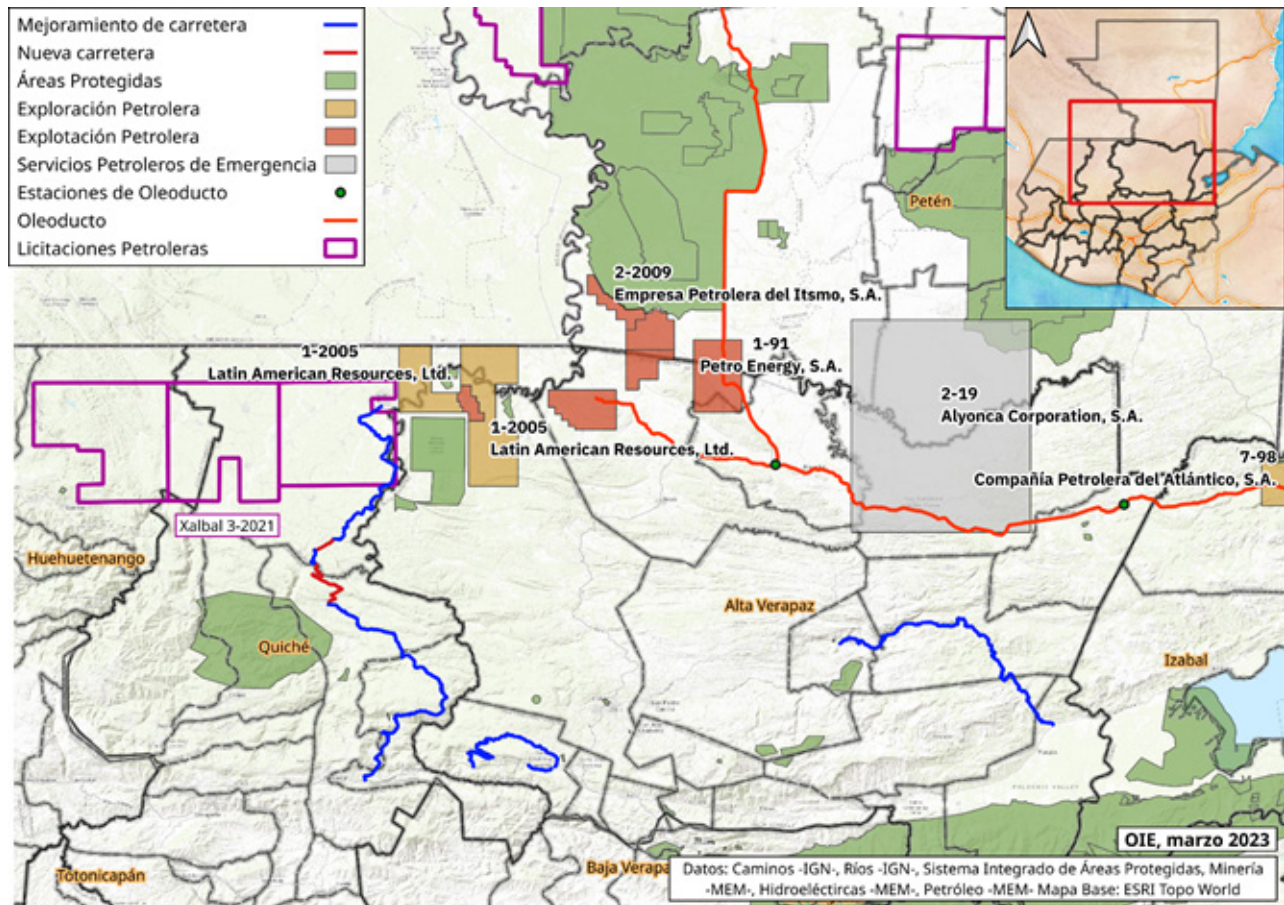 Mejoramiento de carretera
Nueva carretera
Áreas Protegidas
Exploración Petrolera
Explotación Petrolera
Servicios Petroleros de Emergencia
Estaciones de Oleoducto
Oleoducto
Licitaciones Petroleras
Petén
2-2009
Empresa Petrolera del Itsmo, S.A.
1-2005
Latin American Resources, Ltd.
1-91
Petro Energy, S.A.
2-19
Alyonca Corporation, S.A.
1-2005
Latin American Resources, Ltd.
7-98
Compañía Petrolera del Atlántico, S.A.
Xalbal 3-2021
Huehuetenango
Alta Verapaz
Quiché
Izabal
POLOCHIC VALLEY
Totonicapán
Baja Verapa
OIE, marzo 2023
Datos: Caminos -IGN-, Ríos -IGN-, Sistema Integrado de Áreas Protegidas, Minería
-MEM-, Hidroeléctircas -MEM-, Petróleo -MEM- Mapa Base: ESRI Topo World